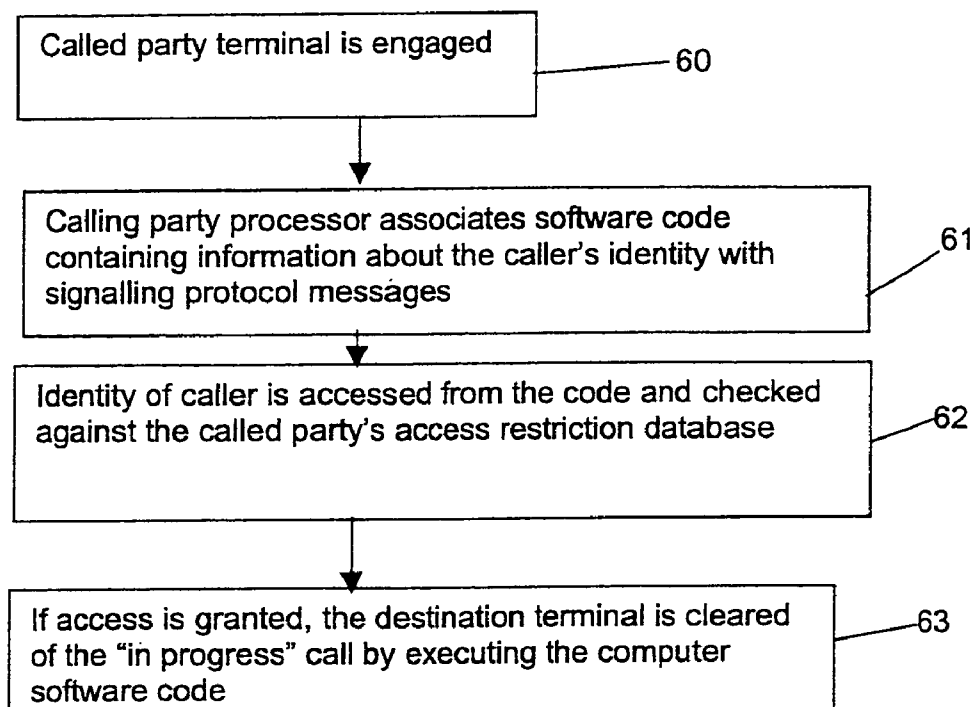 Called party terminal is engaged
60
Calling party processor associates software code
containing information about the caller's identity with
signalling protocol messages
61
Identity of caller is accessed from the code and checked
against the called party's access restriction database
62
If access is granted, the destination terminal is cleared
of the "in progress" call by executing the computer
software code
63